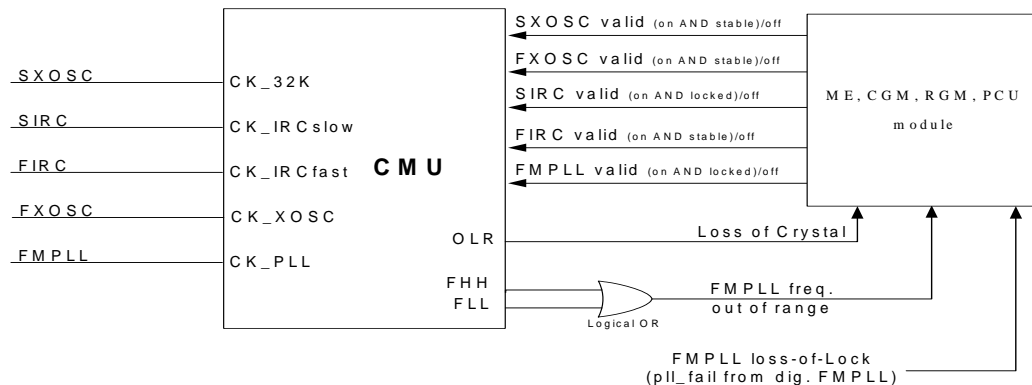 SXOSC valid (on AND stable)/off
FXOSC valid (on AND stable)/off
SIRC valid (on AND locked)/off
FIRC valid (on AND stable)/off
FMPLL valid (on AND locked)/off
ME, CGM, RGM, PCU
module
SXOSC
SIRC
FIRC
FXOSC
FMPLL
CK_32K
CK_IRCslow
CK_IRCfast
CK_XOSC
CK_PLL
CMU
OLR
FHH
FLL
Loss of Crystal
Logical OR
FMPLL freq.
out of range
FMPLL loss-of-Lock
(pll_fail from dig. FMPLL)